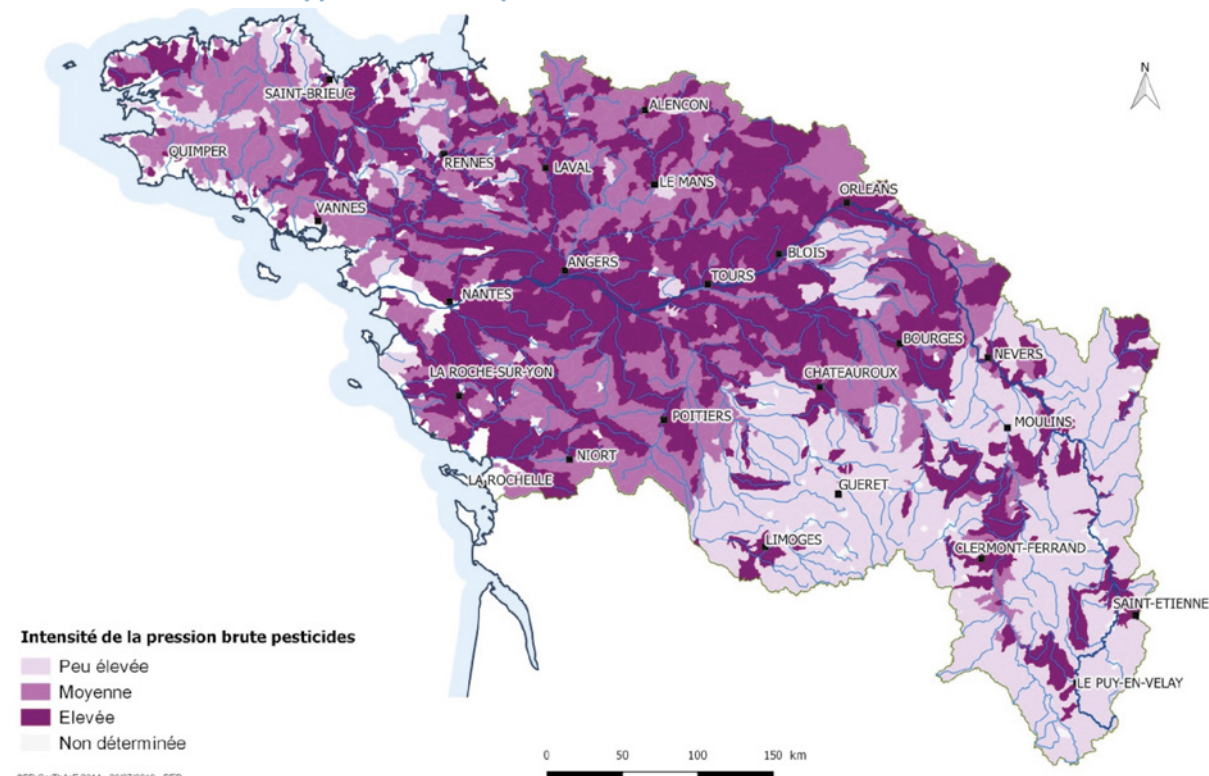 N
ALENCON
SAINT-BRIEUC
QUIMPER
RENNES
LAVAL
LE MANS
ORLEANS
VANNES
BLOIS
ANGERS
TOURS
NANTES
BOURGES
NEVERS
LA ROCHE-SUR-YON
CHATEAUROUX
POITIERS
MOULINS
NIORT
LA ROCHELLE
GUERET
LIMOGES
CLERMONT-FERRAND
SAINT-ETIENNE
LE PUY-EN-VELAY
Intensité de la pression brute pesticides
Peu élevée
Moyenne
Elevée
Non déterminée
0 50 100 150 km